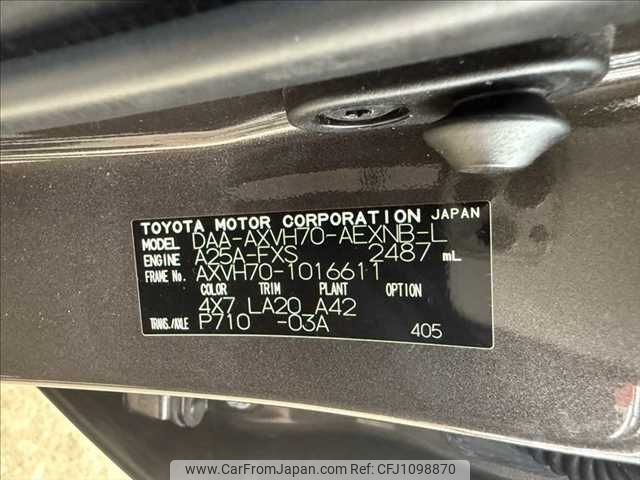 TOYOTA MOTOR CORPORATION JAPAN
MODEL DAA-AXVH70-AEXNB-L
ENGINE A25A-FXS 2487 mL
FRAME No. AXVH70-1016611
COLOR TRIM PLANT OPTION
4X7 LA20 A42
TRANS./AXLE P710 -03A 405
www.CarFromJapan.com | Ref: CFJ1098870